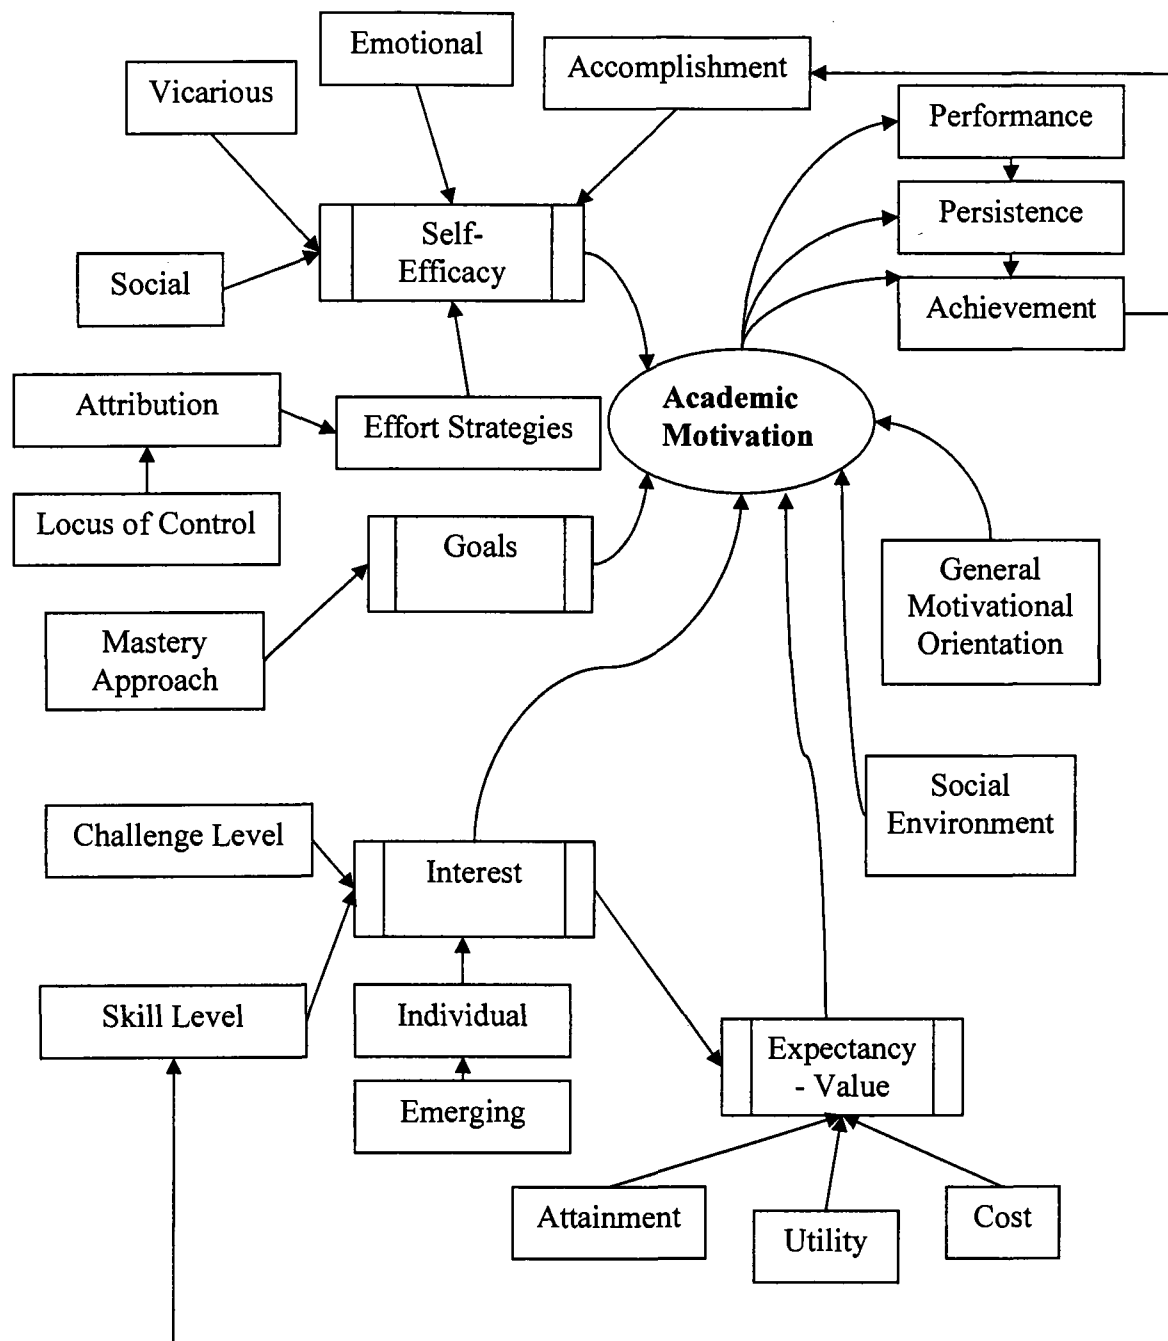 Emotional
Accomplishment
Vicarious
Performance
Self-
Efficacy
Persistence
Social
Achievement
Attribution
Effort Strategies
Academic
Motivation
Locus of Control
Goals
General
Motivational
Orientation
Mastery
Approach
Social
Environment
Challenge Level
Interest
Skill Level
Individual
Expectancy
- Value
Emerging
Attainment
Utility
Cost